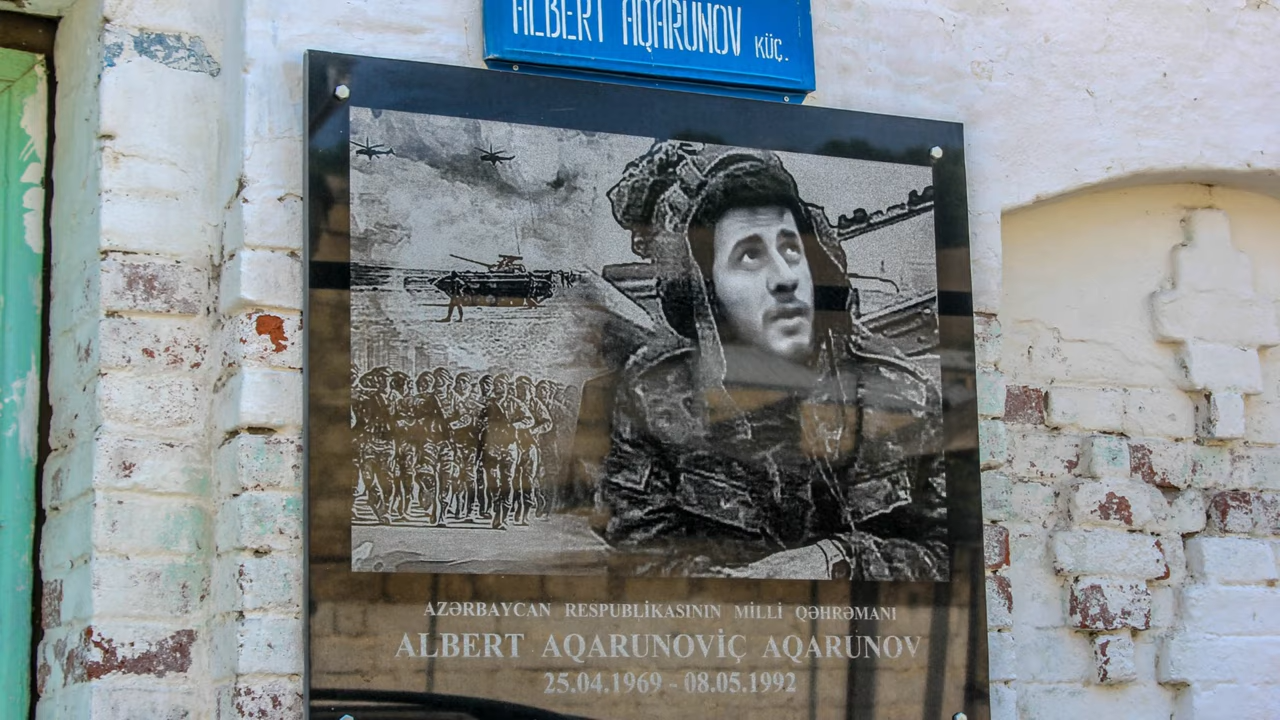 ALBERT AQARUNOV KÜÇ.
AZƏRBAYCAN RESPUBLİKASININ MİLLİ QƏHRƏMANI
ALBERT AQARUNOVİÇ AQARUNOV
25.04.1969 - 08.05.1992